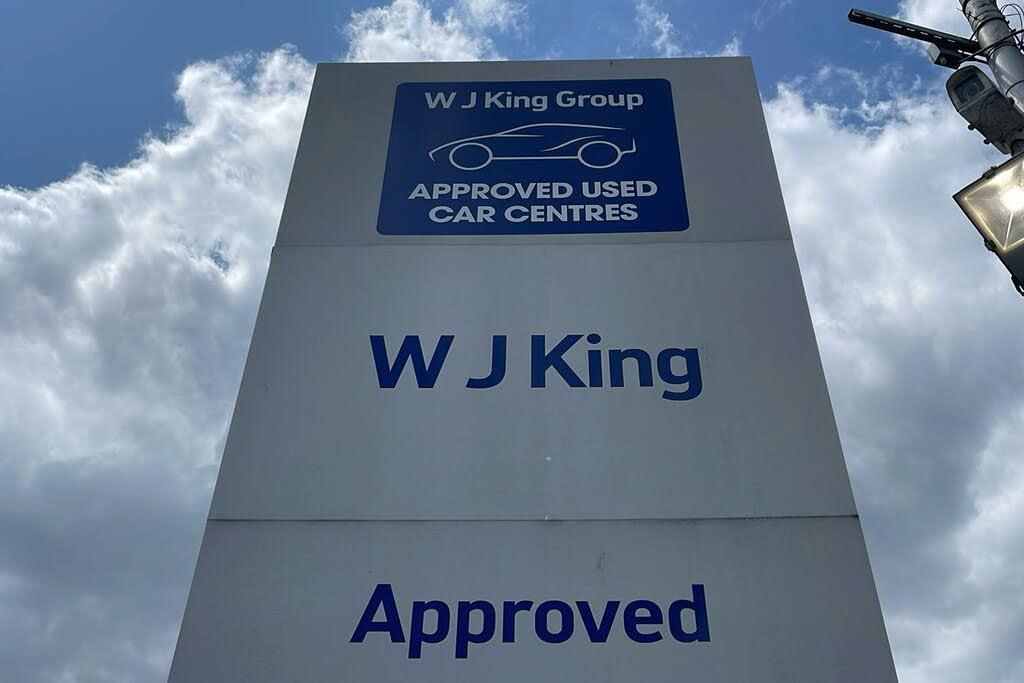 W J King Group
APPROVED USED
CAR CENTRES
W J King
Approved